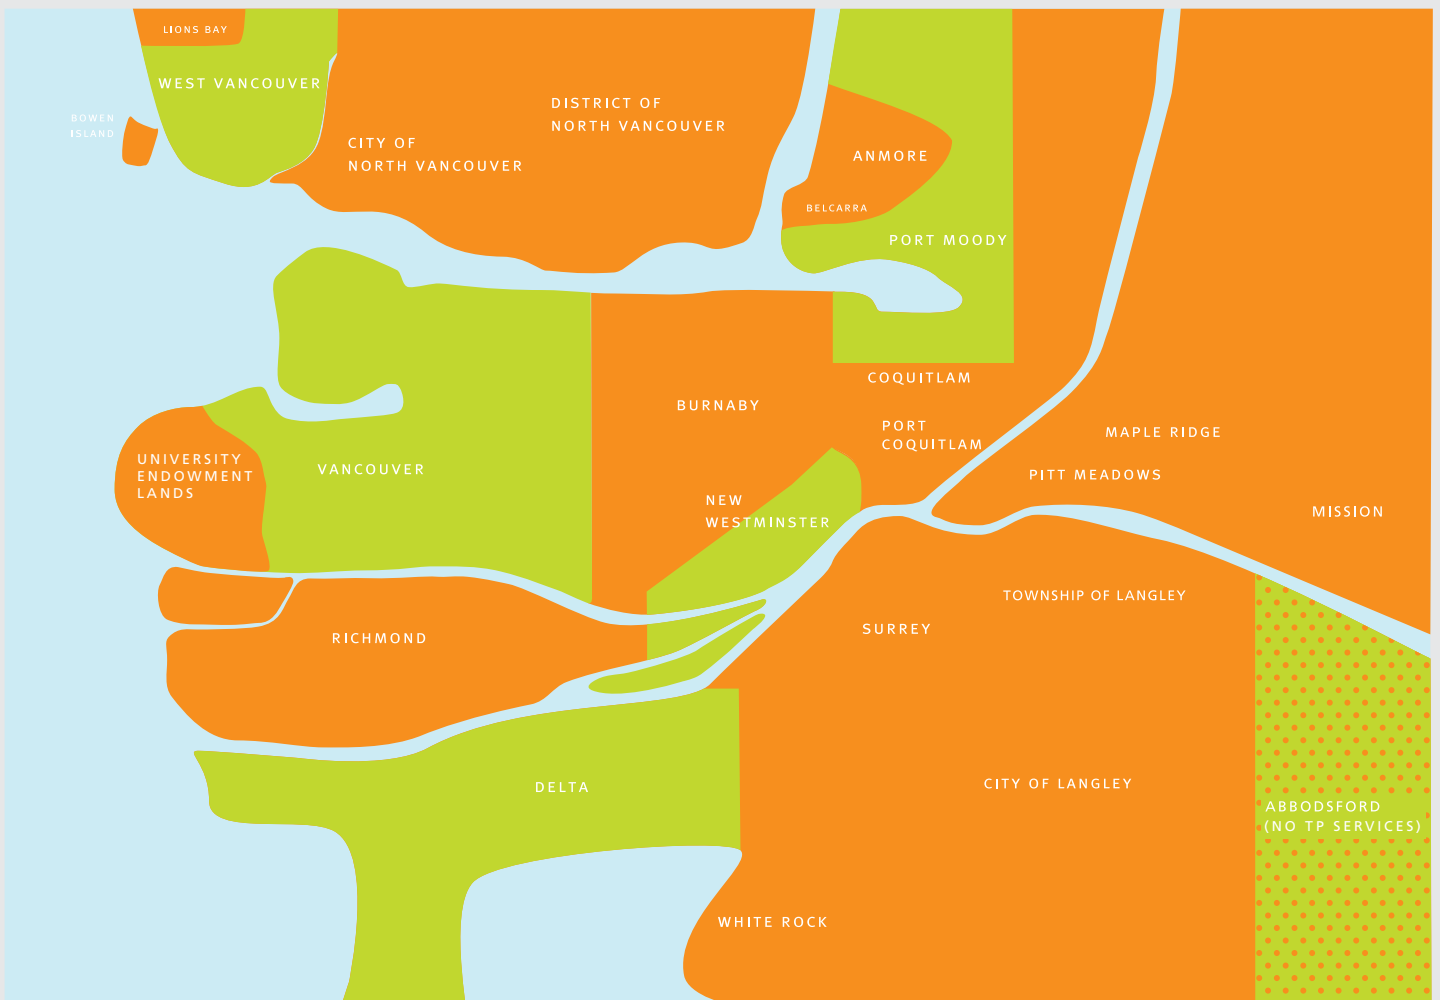 LIONS BAY
WEST VANCOUVER
BOWEN
ISLAND
CITY OF
NORTH VANCOUVER
DISTRICT OF
NORTH VANCOUVER
ANMORE
BELCARRA
PORT MOODY
COQUITLAM
BURNABY
PORT
COQUITLAM
MAPLE RIDGE
UNIVERSITY
ENDOWMENT
LANDS
VANCOUVER
PITT MEADOWS
NEW
WESTMINSTER
MISSION
TOWNSHIP OF LANGLEY
SURREY
RICHMOND
DELTA
CITY OF LANGLEY
ABBODSFORD
(NO TP SERVICES)
WHITE ROCK